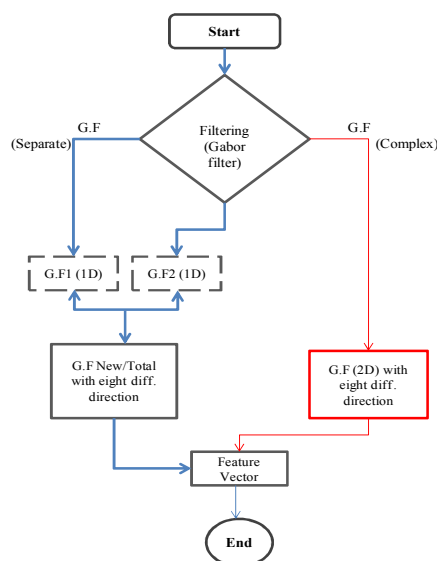 Start
G.F
(Separate)
Filtering
(Gabor
filter)
G.F
(Complex)
G.F1 (1D)
G.F2 (1D)
G.F New/Total
with eight diff.
direction
G.F (2D) with
eight diff.
direction
Feature
Vector
End